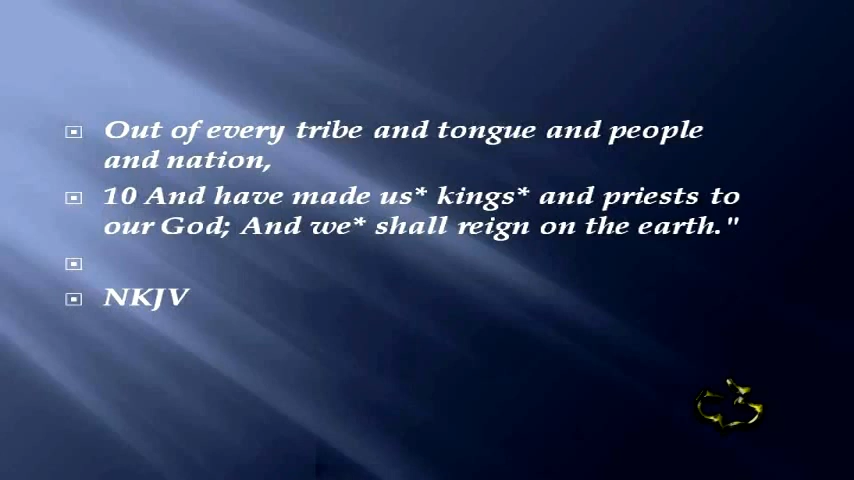 Out of every tribe and tongue and people
and nation,
10 And have made us* kings* and priests to
our God; And we* shall reign on the earth."
NKJV